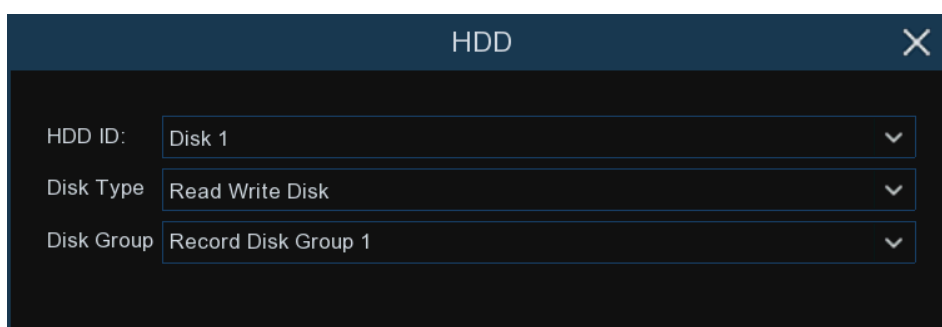 HDD
HDD ID: Disk 1
Disk Type Read Write Disk
Disk Group Record Disk Group 1